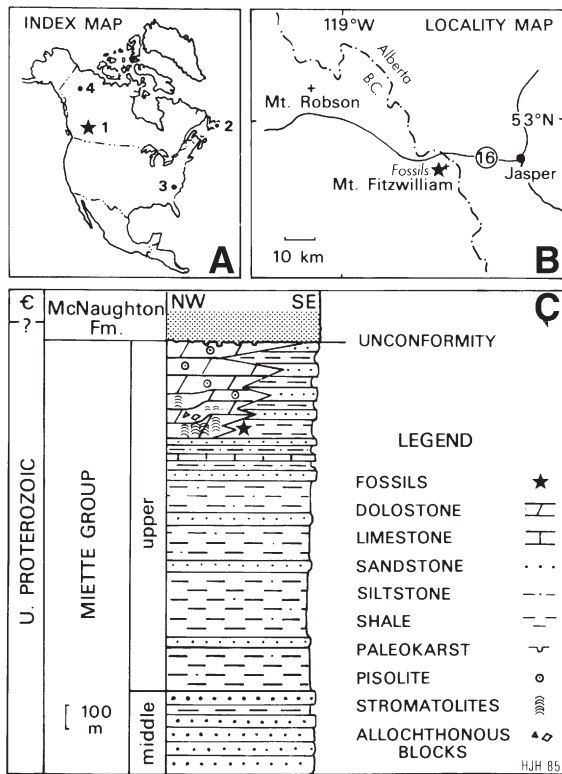 INDEX MAP
4
1
2
3
A
119°W
LOCALITY MAP
Alberta
B.C.
Mt. Robson
53°N
16
Fossils
Jasper
Mt. Fitzwilliam
10 km
B
Є
?
McNaughton
Fm.
NW
SE
C
UNCONFORMITY
U. PROTEROZOIC
MIETTE GROUP
upper
middle
100
m
LEGEND
FOSSILS
DOLOSTONE
LIMESTONE
SANDSTONE
SILTSTONE
SHALE
PALEOKARST
PISOLITE
STROMATOLITES
ALLOCHTHONOUS
BLOCKS
HJH 85